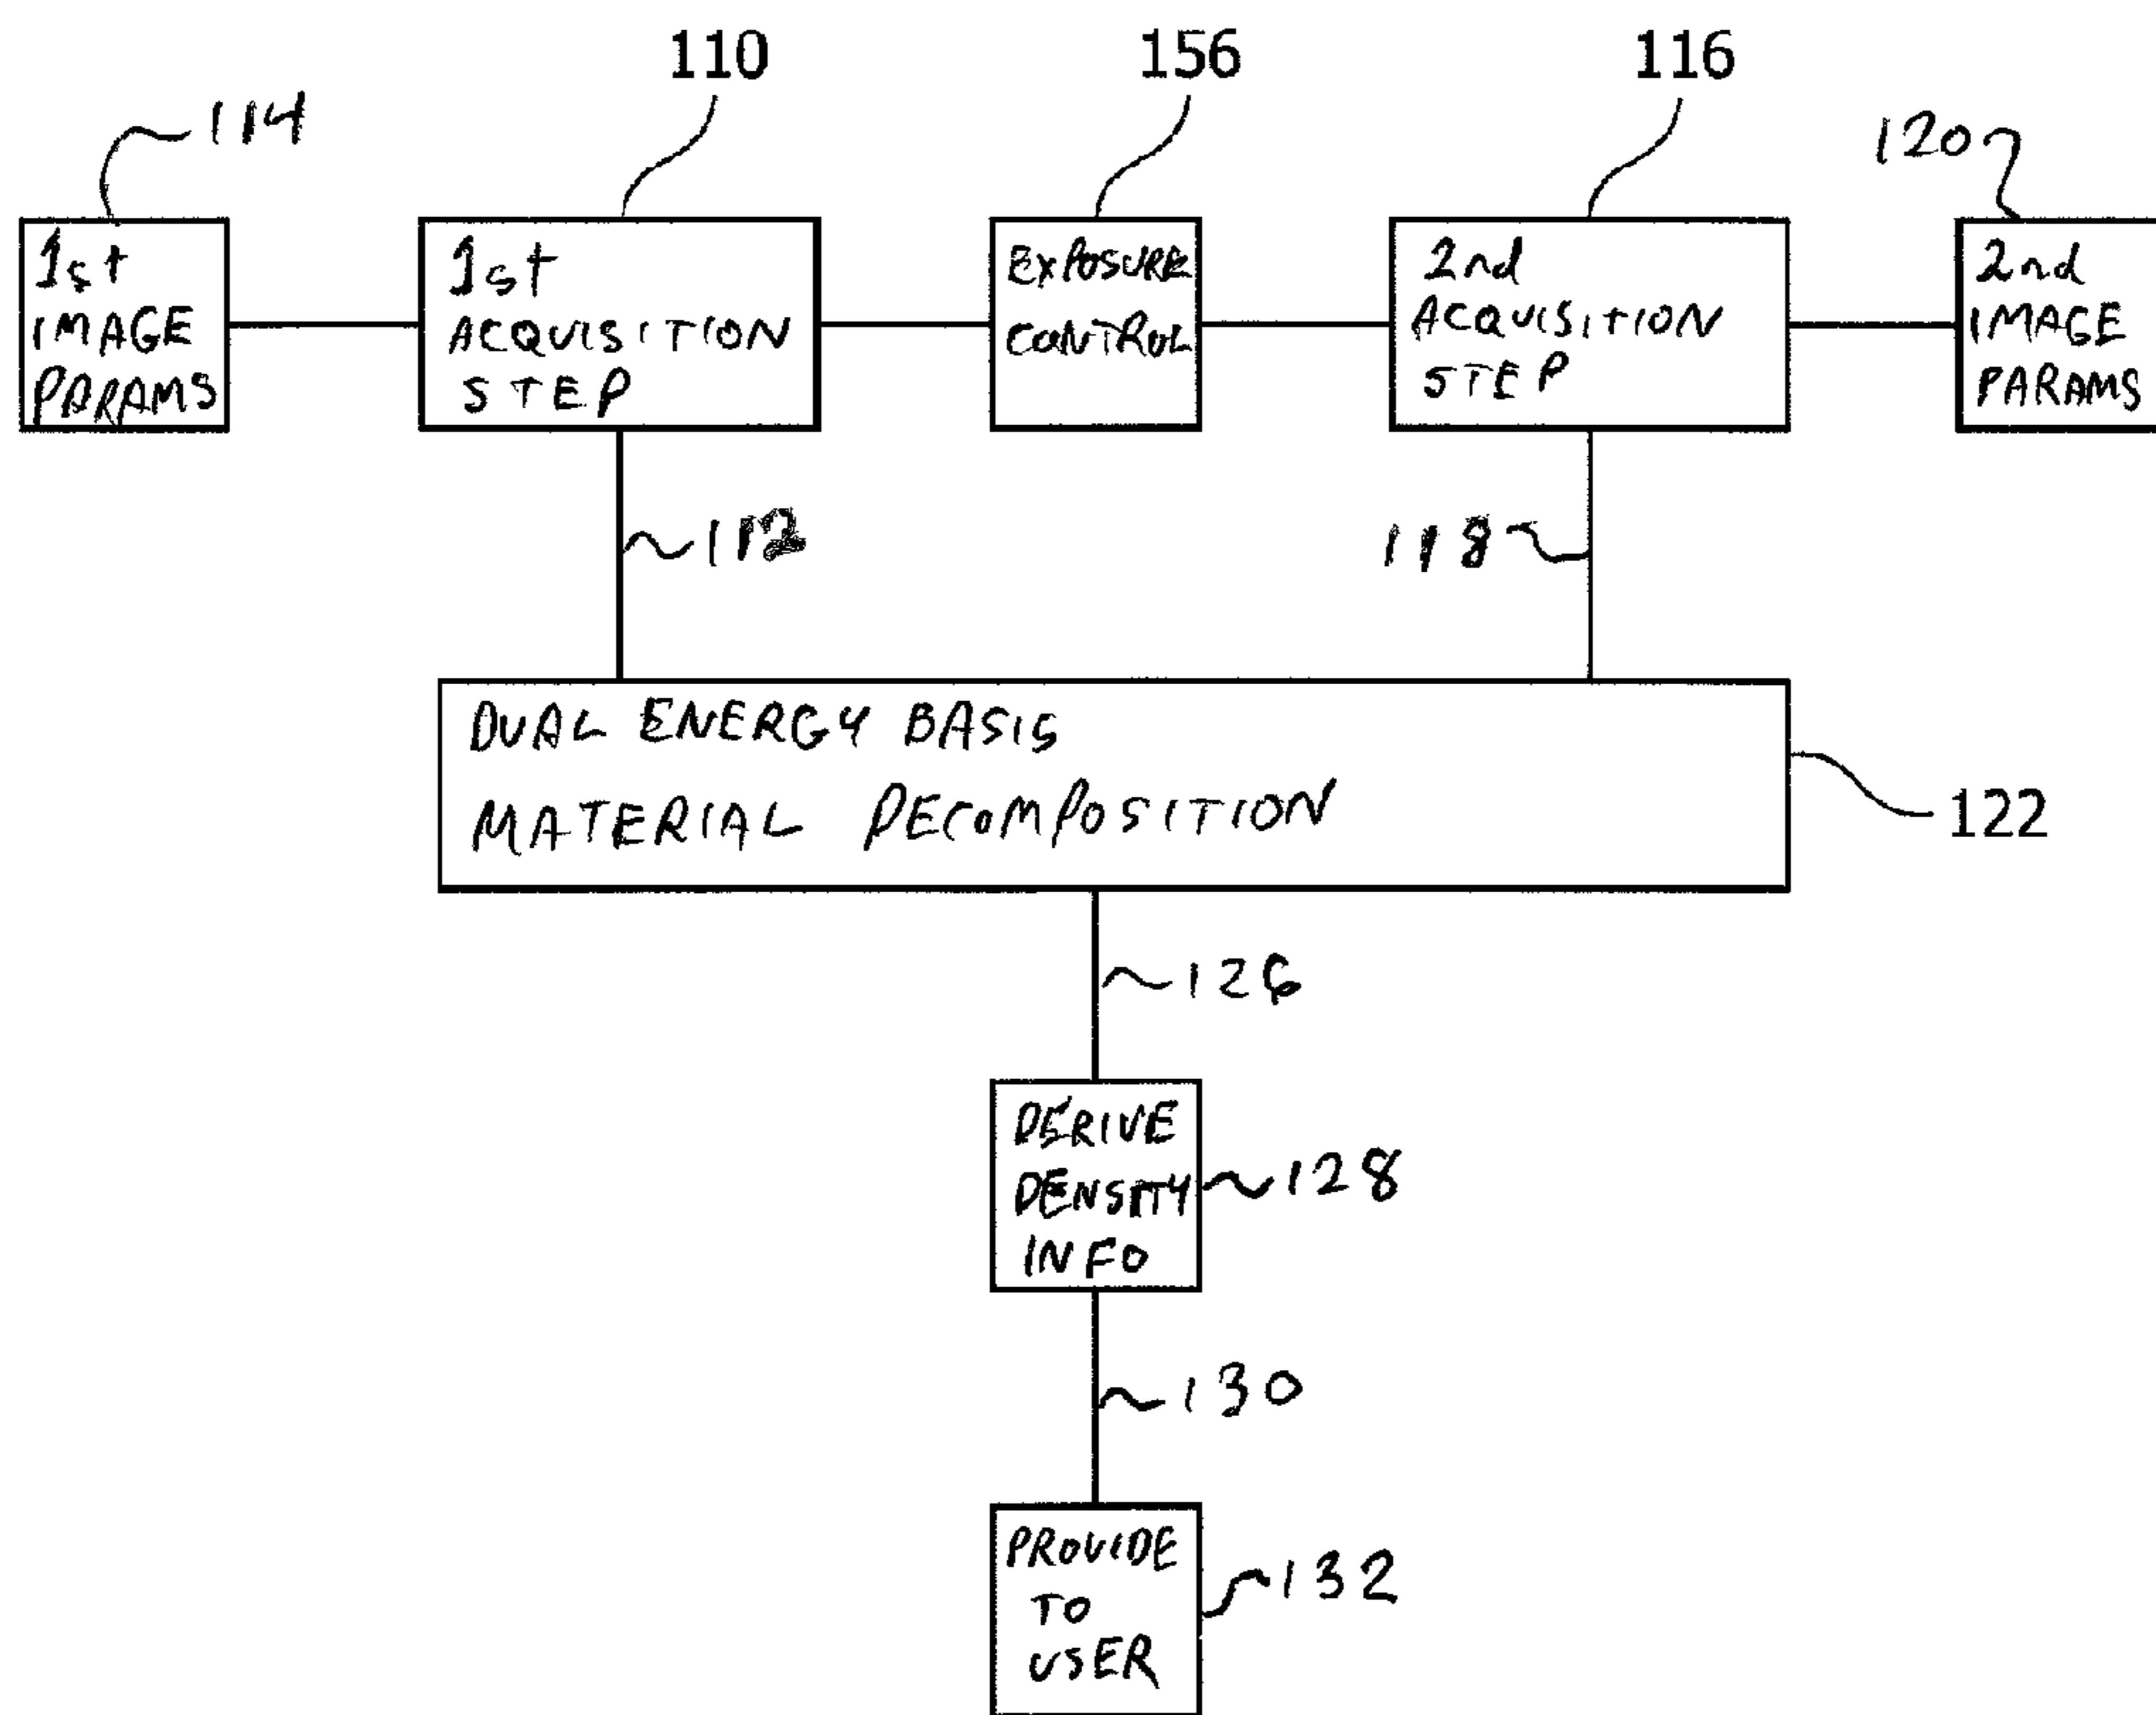 110
156
116
114
120
1st
IMAGE
PARAMS
1st
ACQUISITION
STEP
EXPOSURE
CONTROL
2nd
ACQUISITION
STEP
2nd
IMAGE
PARAMS
112
118
DUAL ENERGY BASIS
MATERIAL DECOMPOSITION
122
126
DERIVE
DENSITY
INFO
128
130
PROVIDE
TO
USER
132